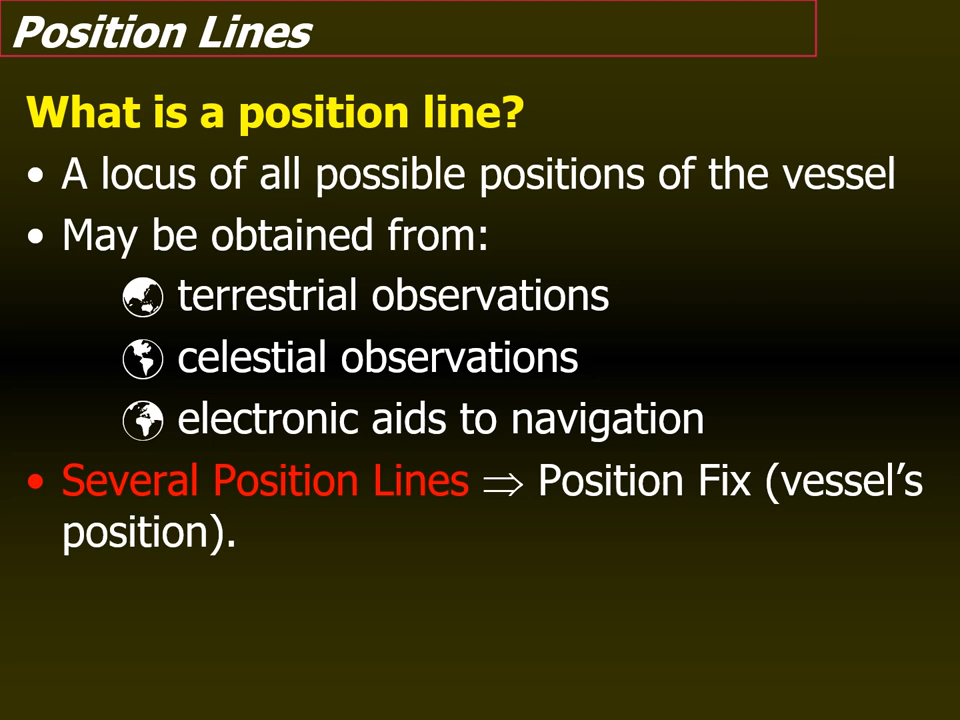 Position Lines
What is a position line?
• A locus of all possible positions of the vessel
• May be obtained from:
terrestrial observations
celestial observations
electronic aids to navigation
• Several Position Lines ⇒ Position Fix (vessel’s
position).